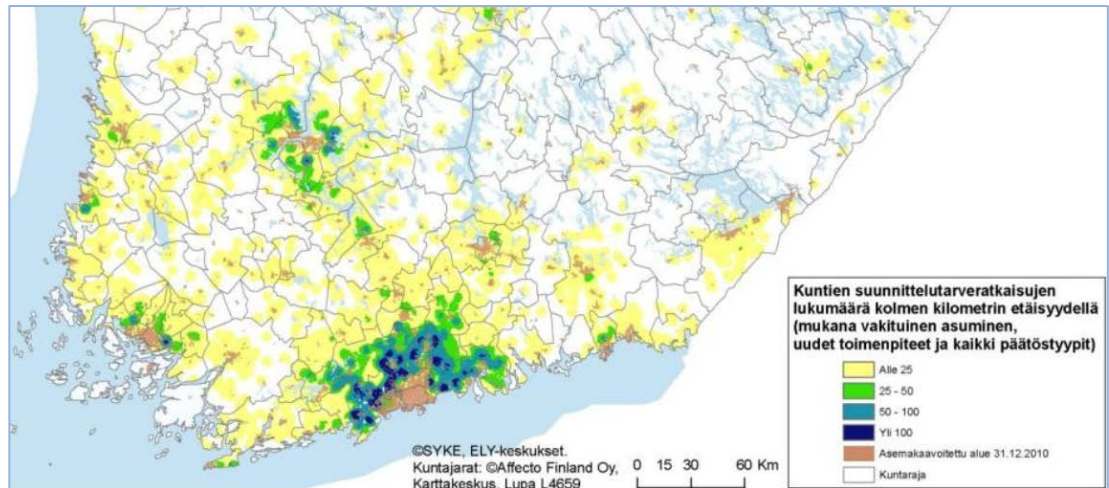 Kuntien suunnittelutarveratkaisujen
lukumäärä kolmen kilometrin etäisyydellä
(mukana vakituinen asuminen,
uudet toimenpiteet ja kaikki päätöstyypit)
Alle 25
25 - 50
50 - 100
Yli 100
Asemakaavoitettu alue 31.12.2010
Kuntaraja
©SYKE, ELY-keskukset.
Kuntajarat: ©Affecto Finland Oy,
Karttakeskus, Lupa L4659
0 15 30 60 Km